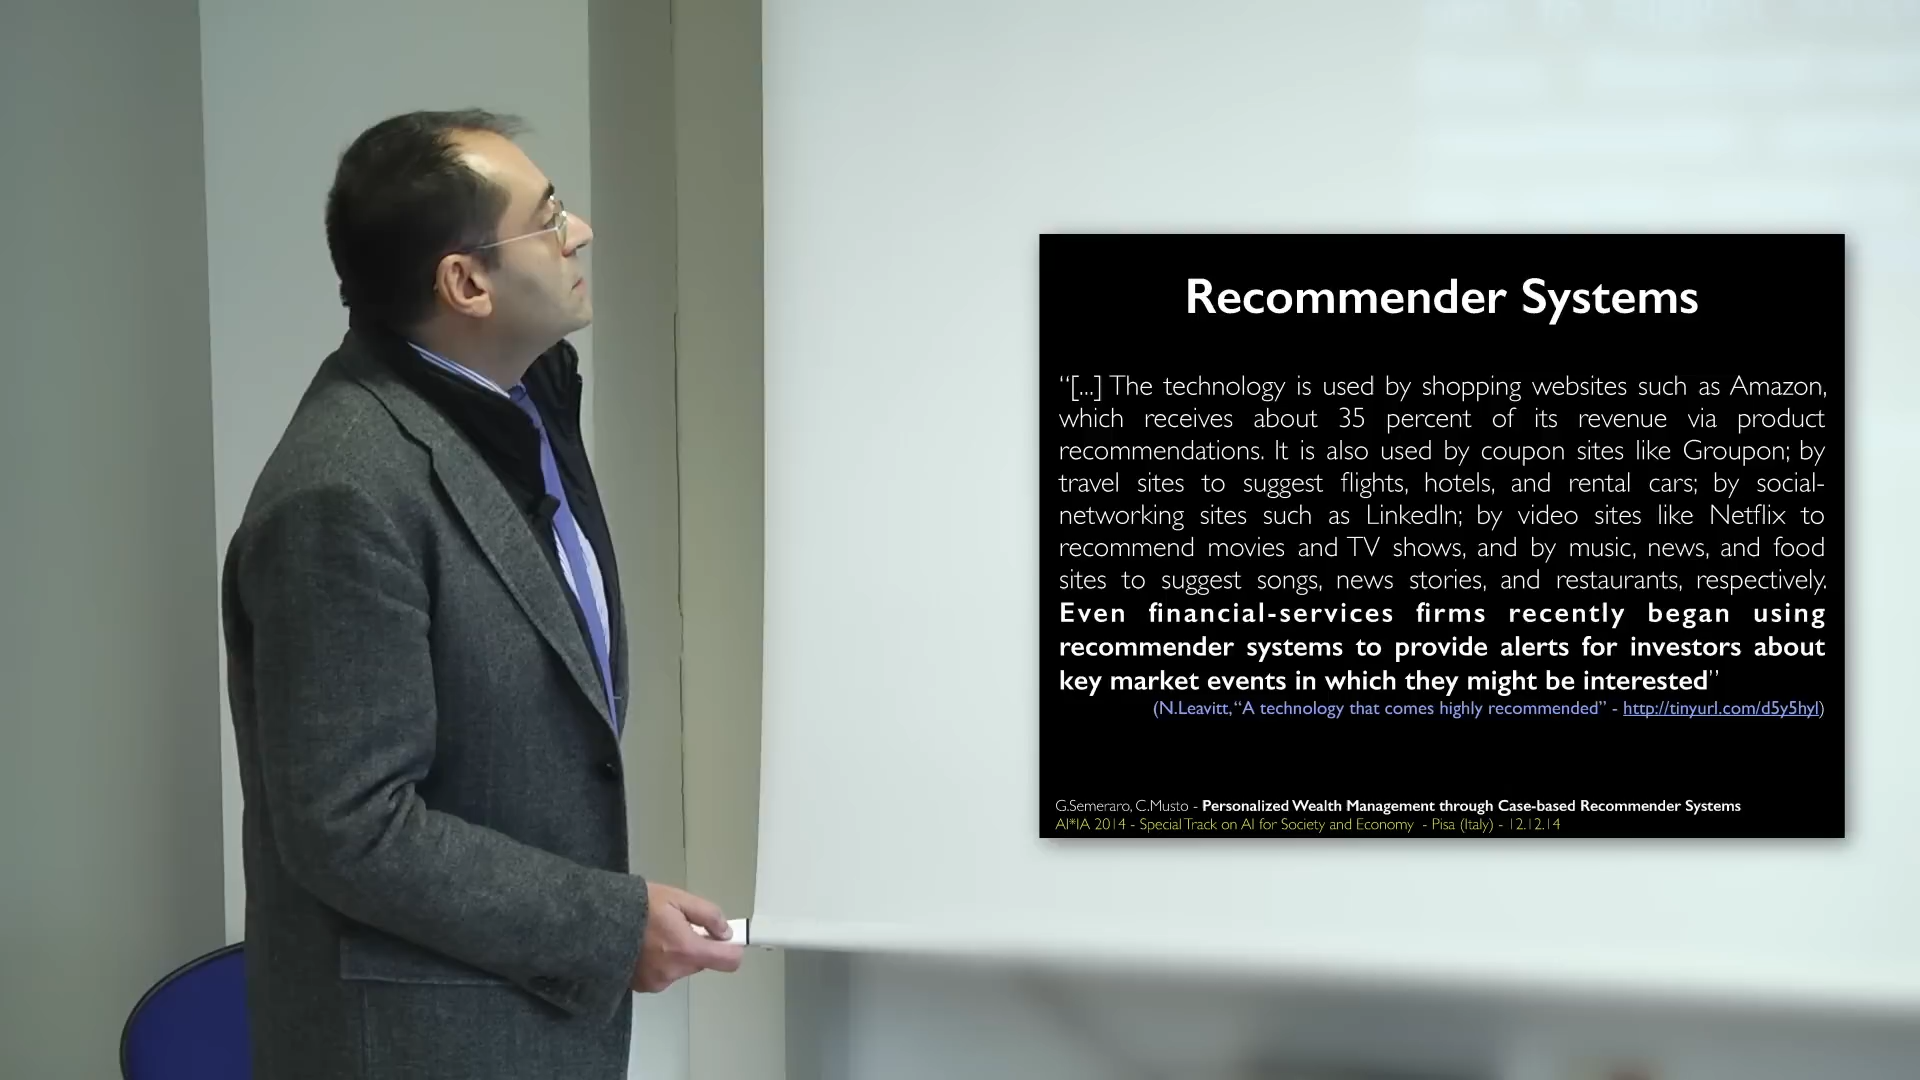 Recommender Systems
“[...] The technology is used by shopping websites such as Amazon,
which receives about 35 percent of its revenue via product
recommendations. It is also used by coupon sites like Groupon; by
travel sites to suggest flights, hotels, and rental cars; by social-
networking sites such as LinkedIn; by video sites like Netflix to
recommend movies and TV shows, and by music, news, and food
sites to suggest songs, news stories, and restaurants, respectively.
Even financial-services firms recently began using
recommender systems to provide alerts for investors about
key market events in which they might be interested”
(N.Leavitt, “A technology that comes highly recommended” - http://tinyurl.com/d5y5hyl)
G.Semeraro, C.Musto - Personalized Wealth Management through Case-based Recommender Systems
AI*IA 2014 - Special Track on AI for Society and Economy - Pisa (Italy) - 12.12.14